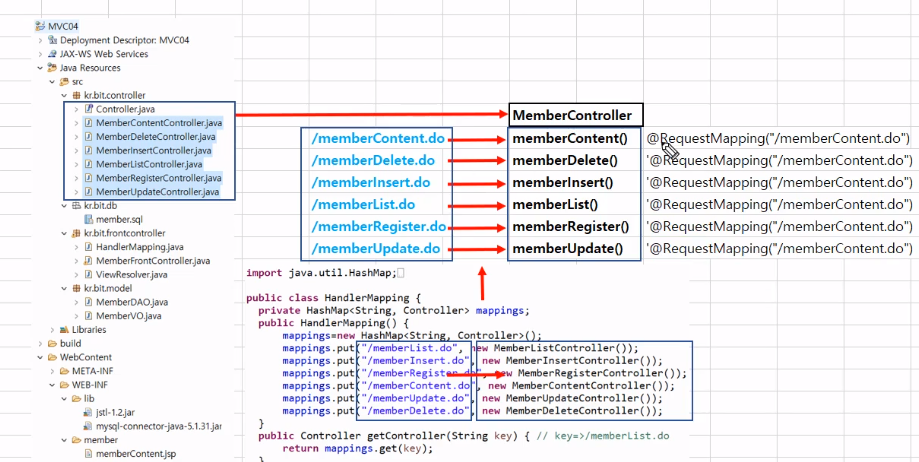 MVC04
Deployment Descriptor: MVC04
JAX-WS Web Services
Java Resources
src
kr.bit.controller
Controller.java
MemberContentController.java
MemberDeleteController.java
MemberInsertController.java
MemberListController.java
MemberRegisterController.java
MemberUpdateController.java
kr.bit.db
member.sql
kr.bit.frontcontroller
HandlerMapping.java
MemberFrontController.java
ViewResolver.java
kr.bit.model
MemberDAO.java
MemberVO.java
Libraries
build
WebContent
META-INF
WEB-INF
lib
jstl-1.2.jar
mysql-connector-java-5.1.31.jar
member
memberContent.jsp
MemberController
/memberContent.do memberContent() @RequestMapping("/memberContent.do")
/memberDelete.do memberDelete() '@RequestMapping("/memberContent.do")
/memberInsert.do memberInsert() '@RequestMapping("/memberContent.do")
/memberList.do memberList() '@RequestMapping("/memberContent.do")
/memberRegister.do memberRegister() '@RequestMapping("/memberContent.do")
/memberUpdate.do memberUpdate() '@RequestMapping("/memberContent.do")
import java.util.HashMap;
public class HandlerMapping {
private HashMap<String, Controller> mappings;
public HandlerMapping() {
mappings=new HashMap<String, Controller>();
mappings.put("/memberList.do", new MemberListController());
mappings.put("/memberInsert.do", new MemberInsertController());
mappings.put("/memberRegister.do", new MemberRegisterController());
mappings.put("/memberContent.do", new MemberContentController());
mappings.put("/memberUpdate.do", new MemberUpdateController());
mappings.put("/memberDelete.do", new MemberDeleteController());
}
public Controller getController(String key) { // key=>/memberList.do
return mappings.get(key);
}